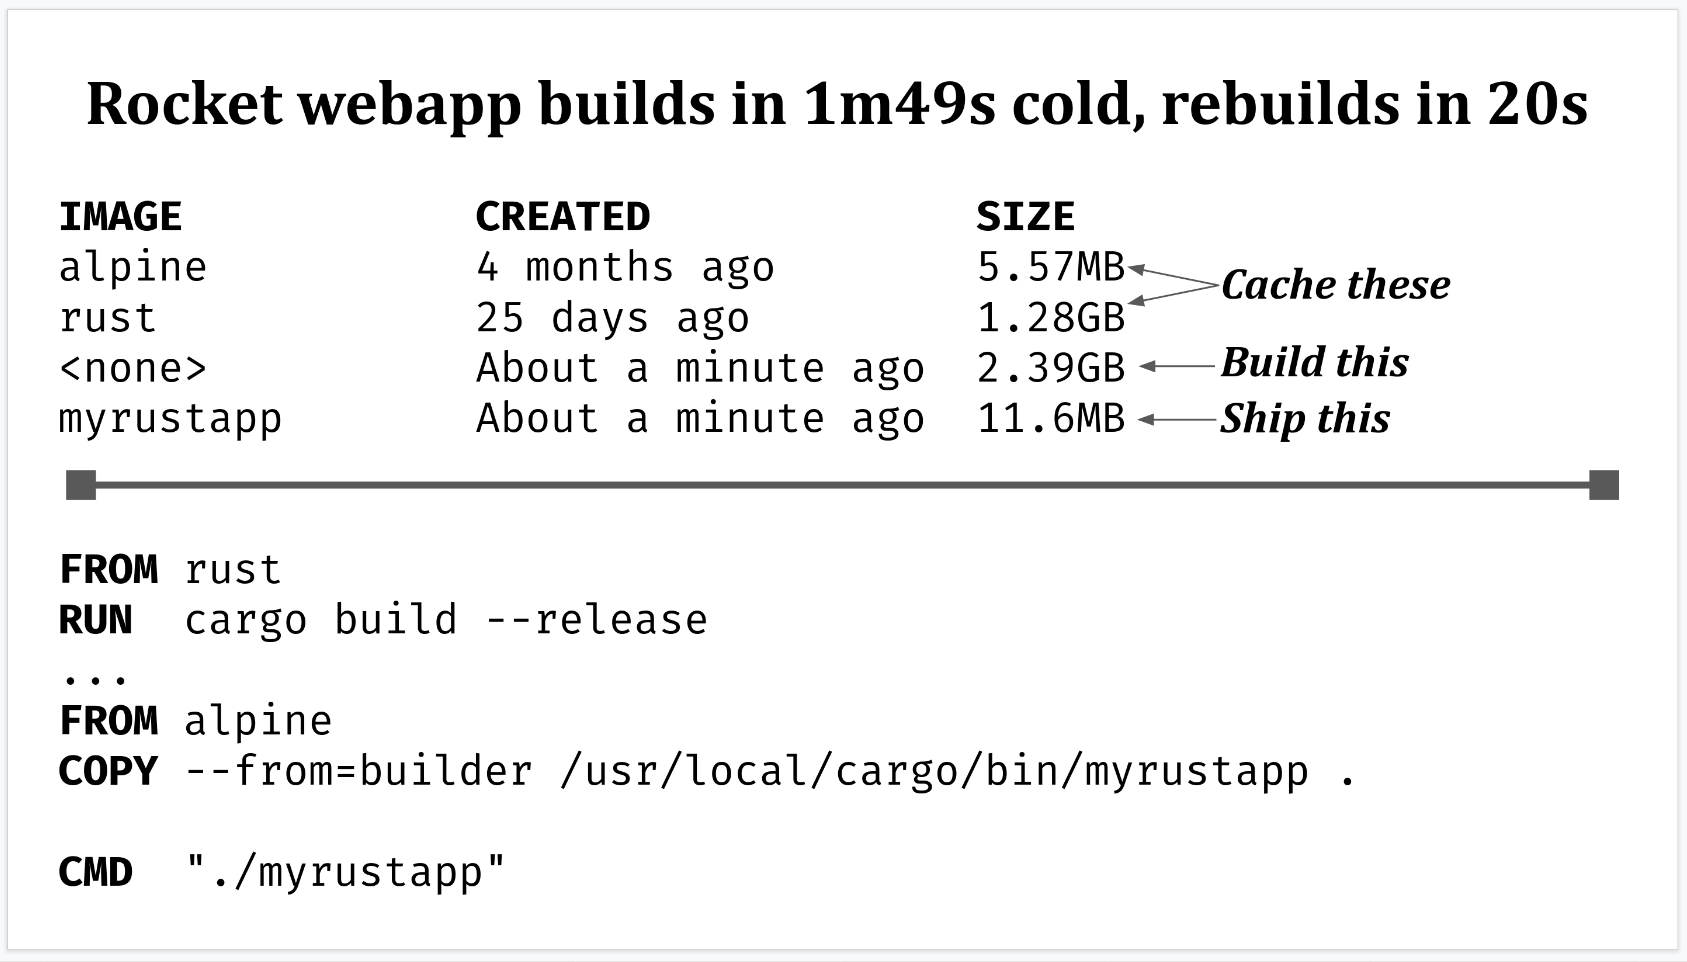 Rocket webapp builds in 1m49s cold, rebuilds in 20s
IMAGE CREATED SIZE
alpine 4 months ago 5.57MB
Cache these
rust 25 days ago 1.28GB
<none> About a minute ago 2.39GB Build this
myrustapp About a minute ago 11.6MB Ship this
FROM rust
RUN cargo build --release
...
FROM alpine
COPY --from=builder /usr/local/cargo/bin/myrustapp .
CMD "./myrustapp"